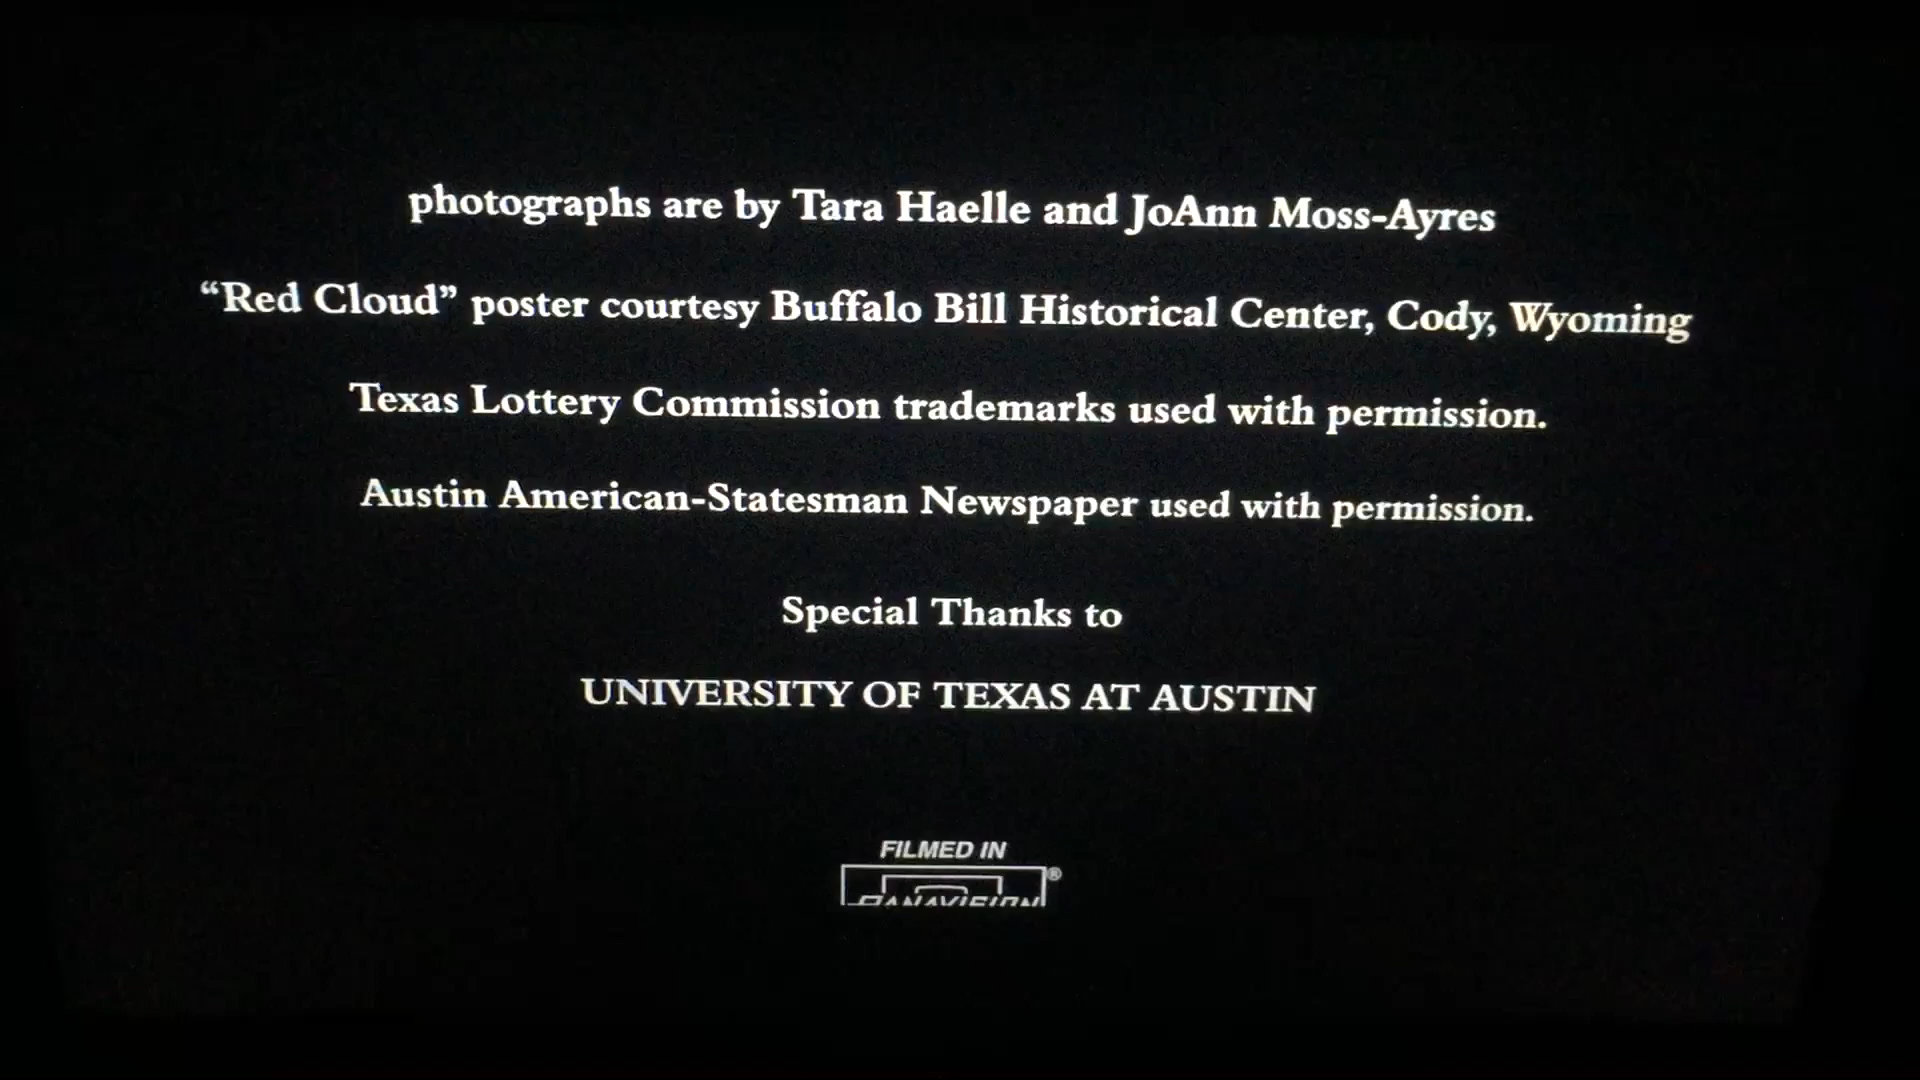 photographs are by Tara Haelle and JoAnn Moss-Ayres
“Red Cloud” poster courtesy Buffalo Bill Historical Center, Cody, Wyoming
Texas Lottery Commission trademarks used with permission.
Austin American-Statesman Newspaper used with permission.
Special Thanks to
UNIVERSITY OF TEXAS AT AUSTIN
FILMED IN
PANAVISION
®